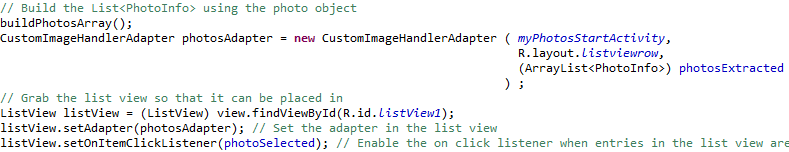 // Build the List<PhotoInfo> using the photo object
buildPhotosArray();
CustomImageHandlerAdapter photosAdapter = new CustomImageHandlerAdapter ( myPhotosStartActivity,
R.layout.listviewrow,
(ArrayList<PhotoInfo>) photosExtracted
) ;
// Grab the list view so that it can be placed in
ListView listView = (ListView) view.findViewById(R.id.listView1);
listView.setAdapter(photosAdapter); // Set the adapter in the list view
listView.setOnItemClickListener(photoSelected); // Enable the on click listener when entries in the list view are